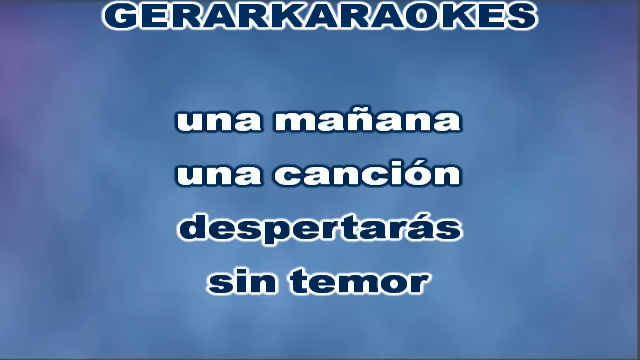 GERARKARAOKES
una mañana
una canción
despertarás
sin temor